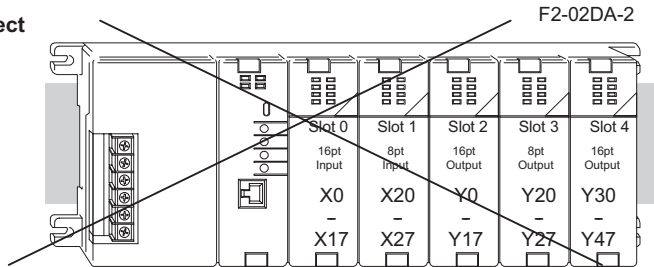 ect
F2-02DA-2
Slot 0 Slot 1 Slot 2 Slot 3 Slot 4
16pt 8pt 16pt 8pt 16pt
Input Input Output Output Output
X0 X20 Y0 Y20 Y30
– – – – –
X17 X27 Y17 Y27 Y47